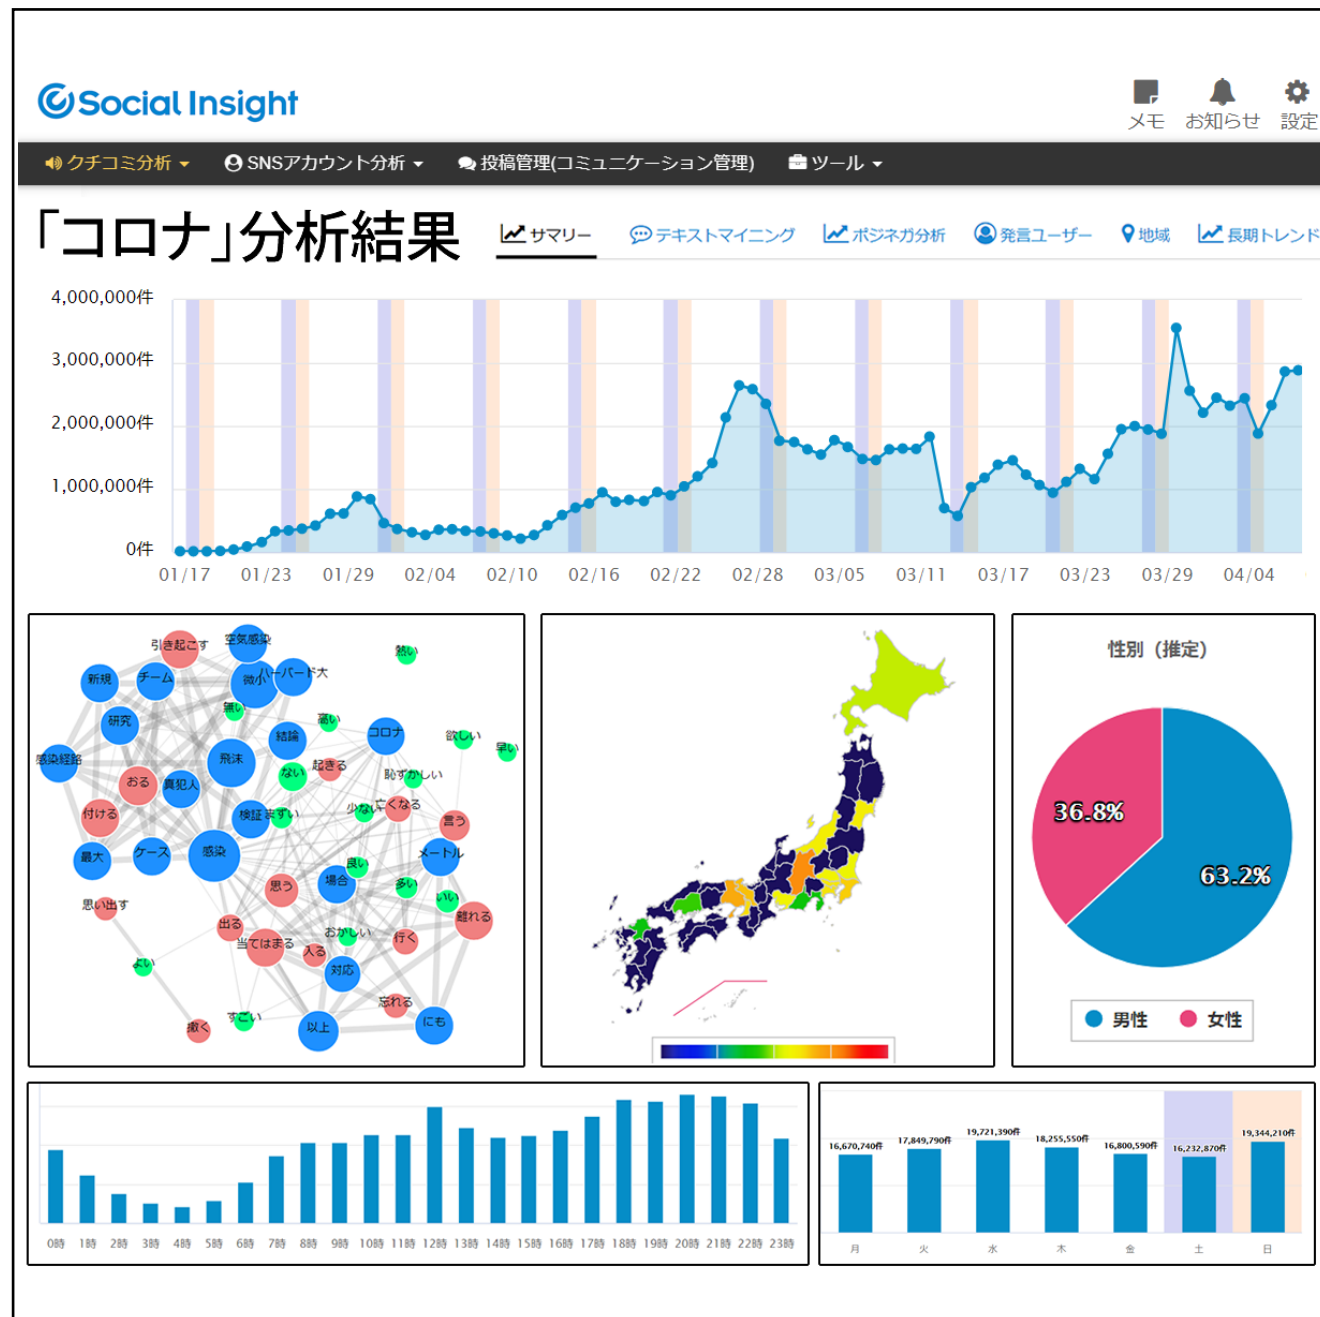 Social Insight
メモ お知らせ 設定
クチコミ分析 SNSアカウント分析 投稿管理(コミュニケーション管理) ツール
「コロナ」分析結果
サマリー テキストマイニング ポジネガ分析 発言ユーザー 地域 長期トレンド
4,000,000件
3,000,000件
2,000,000件
1,000,000件
0件
01/17 01/23 01/29 02/04 02/10 02/16 02/22 02/28 03/05 03/11 03/17 03/23 03/29 04/04
引き起こす
空気感染
熱い
新規
チーム
微小
ハーバード大
無い
研究
高い
結論
コロナ
欲しい
早い
感染経路
飛沫
ない
起きる
恥ずかしい
おる
真犯人
付ける
検証
まずい
少ない
亡くなる
言う
最大
ケース
感染
メートル
良い
思う
場合
多い
いい
思い出す
出る
離れる
おかしい
当てはまる
入る
行く
よい
対応
忘れる
撒く
すごい
以上
にも
性別（推定）
36.8%
63.2%
男性 女性
0時 1時 2時 3時 4時 5時 6時 7時 8時 9時 10時 11時 12時 13時 14時 15時 16時 17時 18時 19時 20時 21時 22時 23時
16,670,740件 17,849,790件 19,721,390件 18,255,550件 16,800,590件 16,232,870件 19,344,210件
月 火 水 木 金 土 日